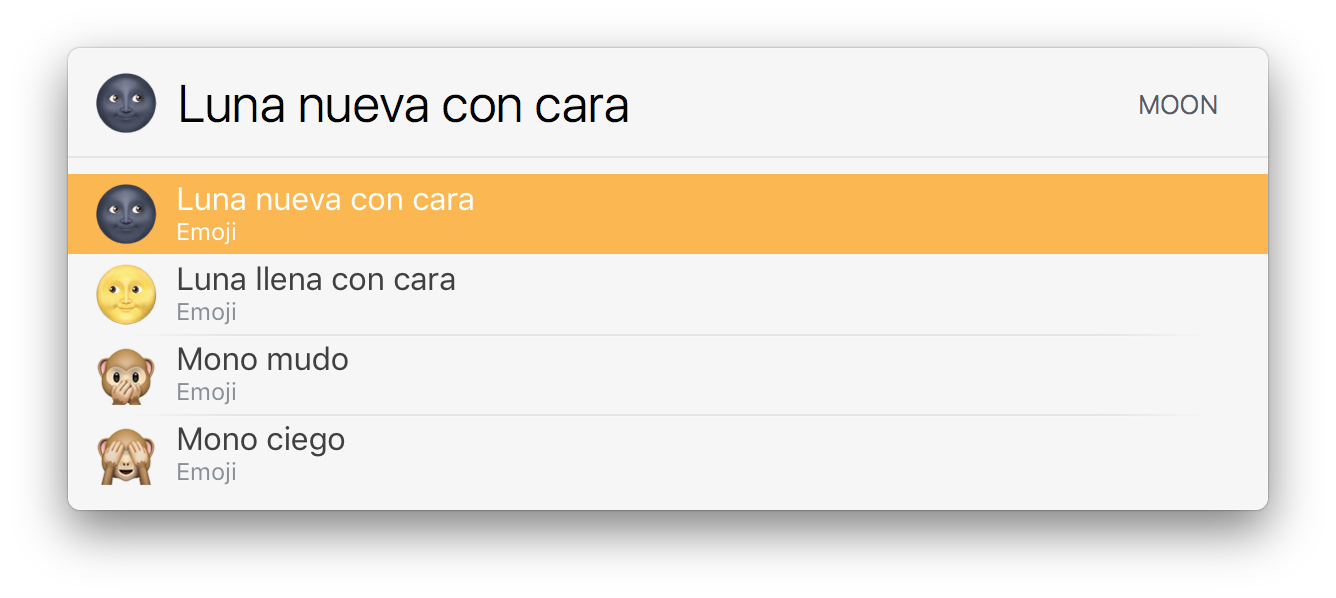 Luna nueva con cara
MOON
Luna nueva con cara
Emoji
Luna llena con cara
Emoji
Mono mudo
Emoji
Mono ciego
Emoji